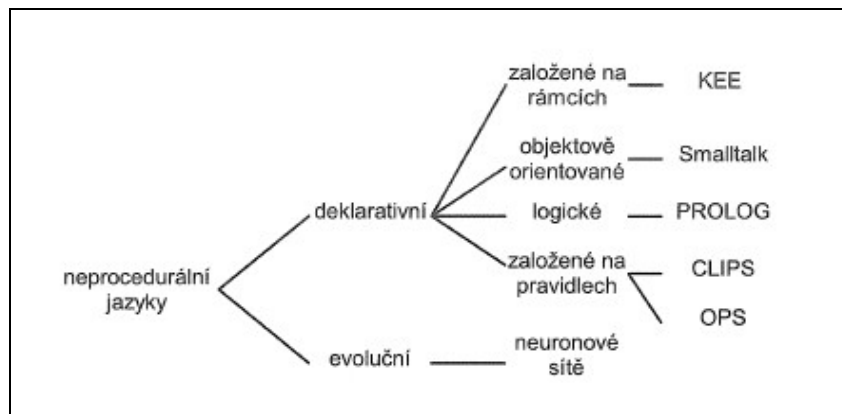 založené na
rámcích
KEE
objektově
orientované
Smalltalk
deklarativní
logické
PROLOG
založené na
pravidlech
CLIPS
OPS
neprocedurální
jazyky
evoluční
neuronové
sítě